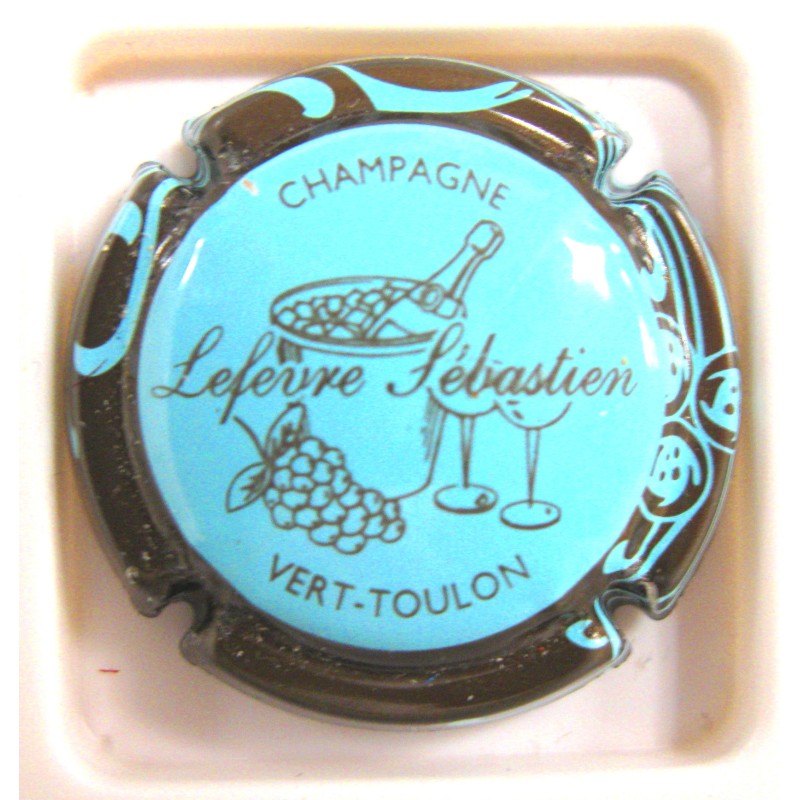 CHAMPAGNE
Lefevre Sébastien
VERT-TOULON